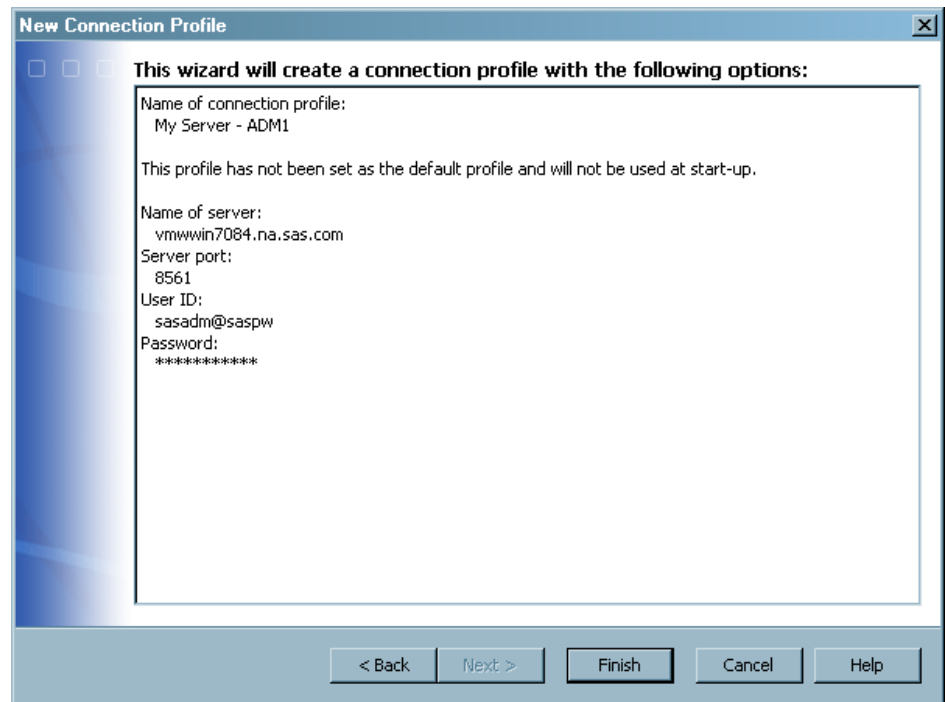 New Connection Profile
This wizard will create a connection profile with the following options:
Name of connection profile:
My Server - ADM1
This profile has not been set as the default profile and will not be used at start-up.
Name of server:
vmwwin7084.na.sas.com
Server port:
8561
User ID:
sasadm@saspw
Password:
***********
< Back
Next >
Finish
Cancel
Help